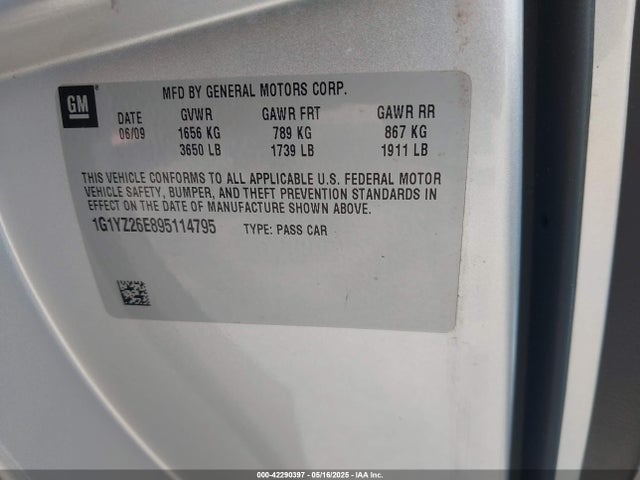 GM
MFD BY GENERAL MOTORS CORP.
DATE GVWR GAWR FRT GAWR RR
06/09 1656 KG 789 KG 867 KG
3650 LB 1739 LB 1911 LB
THIS VEHICLE CONFORMS TO ALL APPLICABLE U.S. FEDERAL MOTOR
VEHICLE SAFETY, BUMPER, AND THEFT PREVENTION STANDARDS IN
EFFECT ON THE DATE OF MANUFACTURE SHOWN ABOVE.
1G1YZ26E895114795 TYPE: PASS CAR
000-42290397 - 05/16/2025 - IAA Inc.